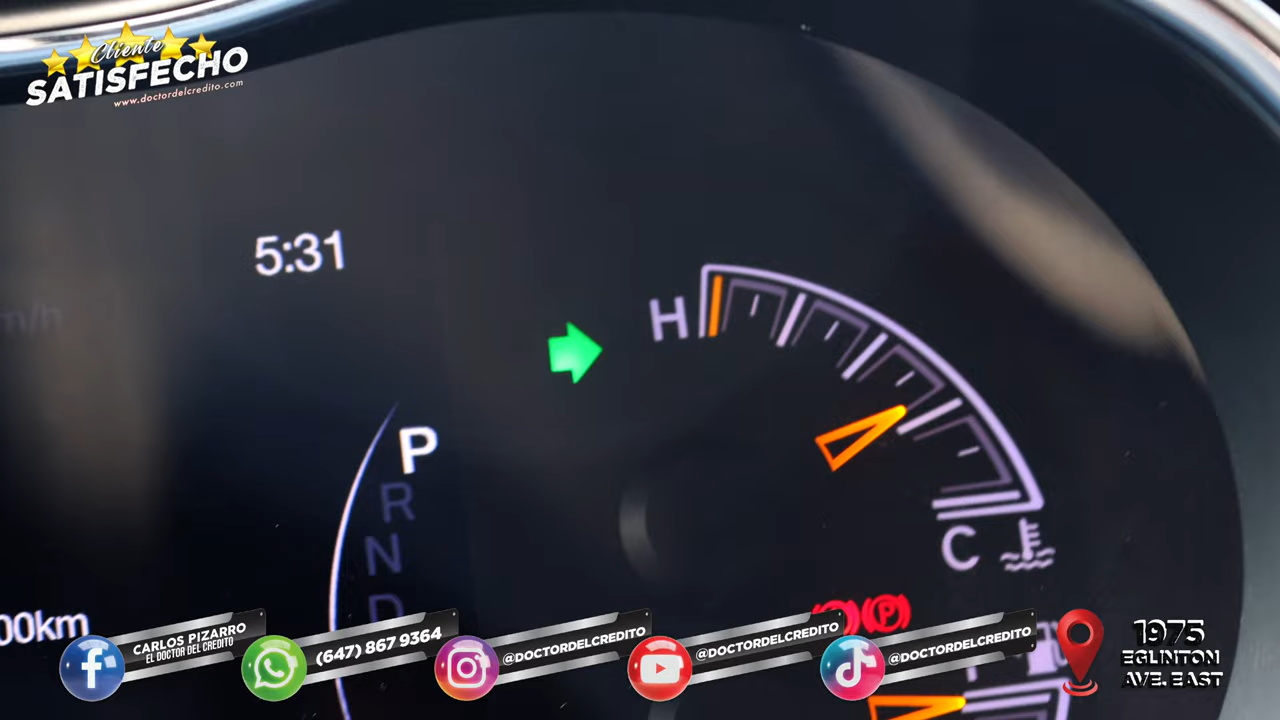 Cliente
SATISFECHO
www.doctordelcredito.com
5:31
m/h
H
P
R
N
D
C
00km
P
CARLOS PIZARRO
EL DOCTOR DEL CREDITO
(647) 867 9364
@DOCTORDELCREDITO
@DOCTORDELCREDITO
@DOCTORDELCREDITO
1975
EGLINTON
AVE. EAST